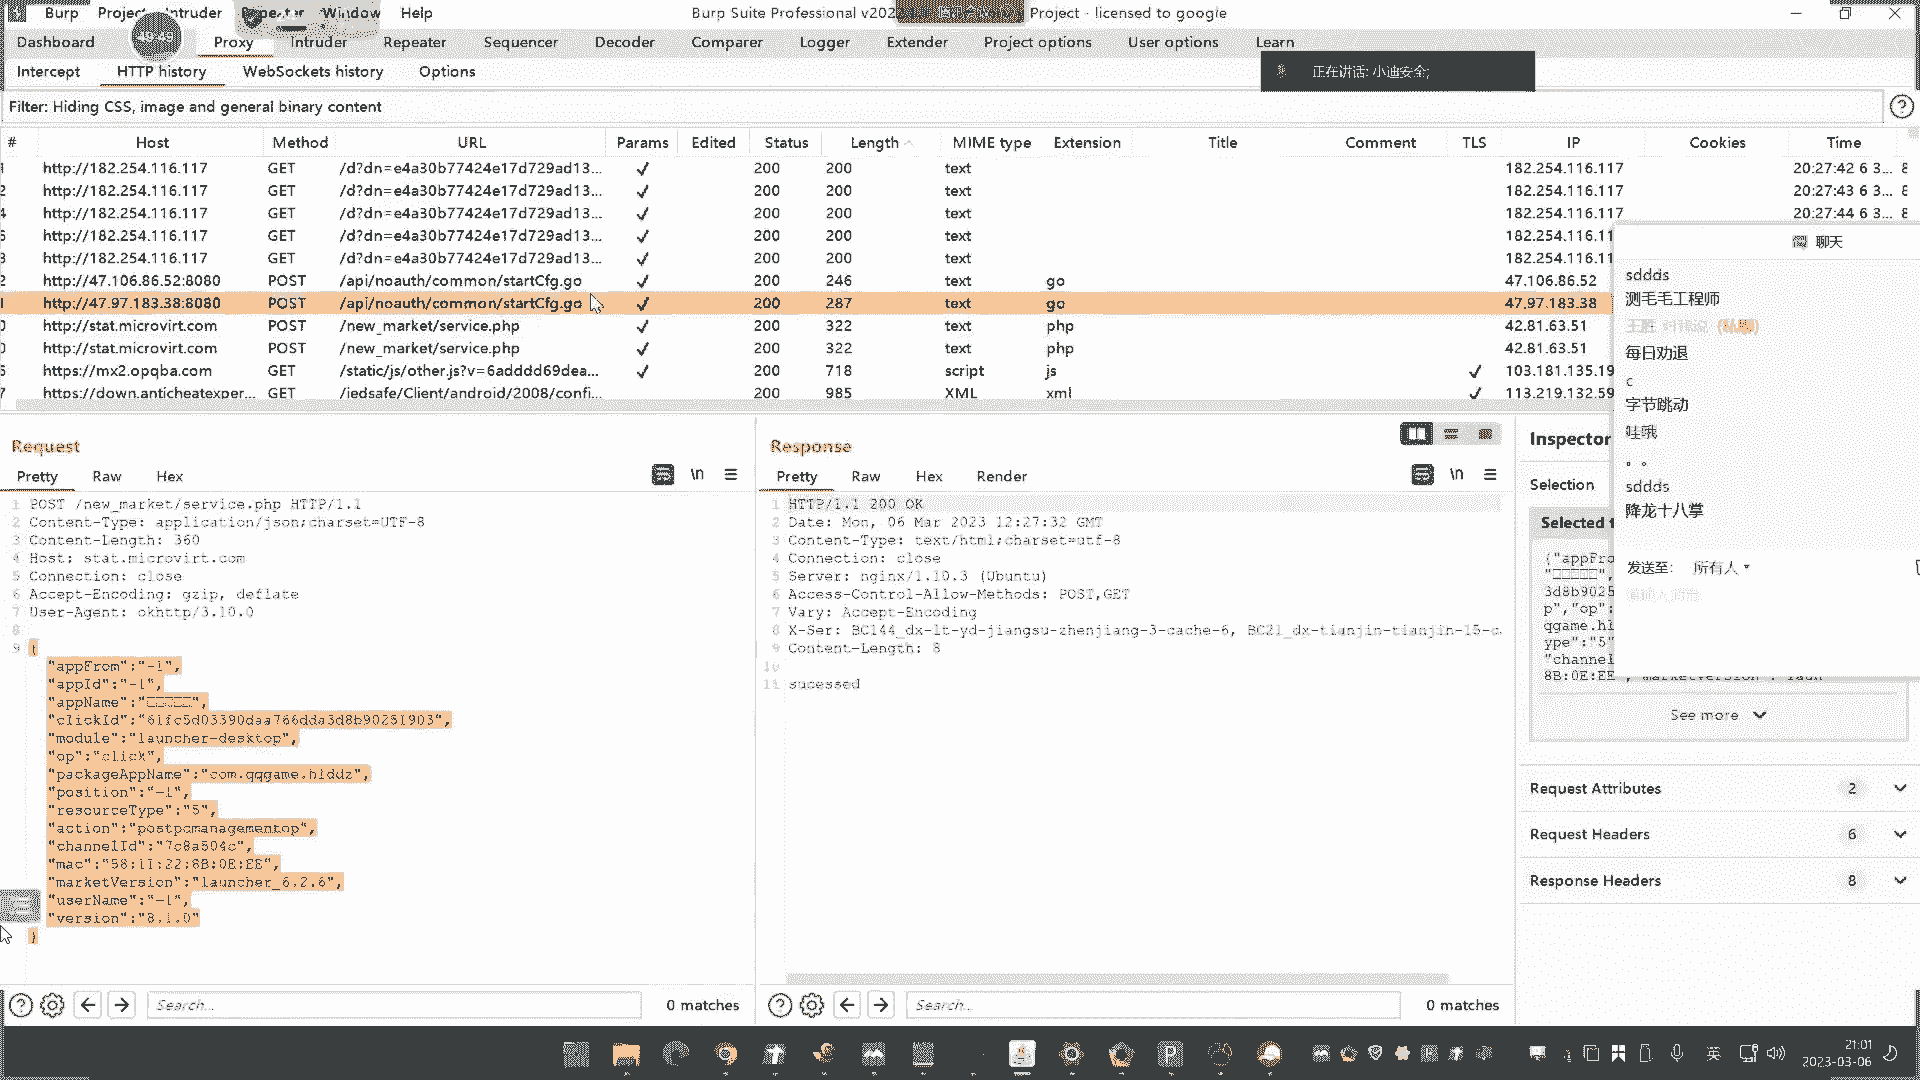 Burp Project Intruder Repeater Window Help
Burp Suite Professional v202
Project - licensed to google
Dashboard Proxy Intruder Repeater Sequencer Decoder Comparer Logger Extender Project options User options Learn
Intercept HTTP history WebSockets history Options
正在讲话: 小迪安全;
Filter: Hiding CSS, image and general binary content
# Host Method URL Params Edited Status Length MIME type Extension Title Comment TLS IP Cookies Time
http://182.254.116.117 GET /d?dn=e4a30b77424e17d729ad13... ✓ 200 200 text 182.254.116.117 20:27:42 6 3... 8
http://182.254.116.117 GET /d?dn=e4a30b77424e17d729ad13... ✓ 200 200 text 182.254.116.117 20:27:43 6 3... 8
http://182.254.116.117 GET /d?dn=e4a30b77424e17d729ad13... ✓ 200 200 text 182.254.116.117 20:27:44 6 3... 8
http://182.254.116.117 GET /d?dn=e4a30b77424e17d729ad13... ✓ 200 200 text 182.254.116.11
http://182.254.116.117 GET /d?dn=e4a30b77424e17d729ad13... ✓ 200 200 text 182.254.116.11
http://47.106.86.52:8080 POST /api/noauth/common/startCfg.go ✓ 200 246 text go 47.106.86.52
http://47.97.183.38:8080 POST /api/noauth/common/startCfg.go ✓ 200 287 text go 47.97.183.38
http://stat.microvirt.com POST /new_market/service.php ✓ 200 322 text php 42.81.63.51
http://stat.microvirt.com POST /new_market/service.php ✓ 200 322 text php 42.81.63.51
https://mx2.opqba.com GET /static/js/other.js?v=6adddd69dea... ✓ 200 718 script js ✓ 103.181.135.19
https://down.anticheatexper... GET /iedsafe/Client/android/2008/confi... 200 985 XML xml ✓ 113.219.132.59
聊天
sddds
测毛毛工程师
每日劝退
c
字节跳动
哇哦
。。
sddds
降龙十八掌
发送至: 所有人
Request
Pretty Raw Hex
\n
1 POST /new_market/service.php HTTP/1.1
2 Content-Type: application/json;charset=UTF-8
3 Content-Length: 360
4 Host: stat.microvirt.com
5 Connection: close
6 Accept-Encoding: gzip, deflate
7 User-Agent: okhttp/3.10.0
8
9 {
"appFrom":"-1",
"appId":"-1",
"appName":"□□□□□",
"clickId":"61fc5d03390daa766dda3d8b90251903",
"module":"launcher-desktop",
"op":"click",
"packageAppName":"com.qqgame.hlddz",
"position":"-1",
"resourceType":"5",
"action":"postpcmanagementop",
"channelId":"7c8a504c",
"mac":"58:11:22:8B:0E:EE",
"marketVersion":"launcher_6.2.6",
"userName":"-1",
"version":"8.1.0"
}
Response
Pretty Raw Hex Render
\n
1 HTTP/1.1 200 OK
2 Date: Mon, 06 Mar 2023 12:27:32 GMT
3 Content-Type: text/html;charset=utf-8
4 Connection: close
5 Server: nginx/1.10.3 (Ubuntu)
6 Access-Control-Allow-Methods: POST,GET
7 Vary: Accept-Encoding
8 X-Ser: BC144_dx-lt-yd-jiangsu-zhenjiang-3-cache-6, BC21_dx-tianjin-tianjin-15-c
9 Content-Length: 8
10
11 sucessed
Inspector
Selection
Selected t
{"appFro
"□□□□□",
3d8b9025
p","op":
qqgame.hl
ype":"5"
"channel
8B:0E:EE","marketVersion":"laun
See more
Request Attributes 2
Request Headers 6
Response Headers 8
Search... 0 matches
Search... 0 matches
英
21:01
2023-03-06